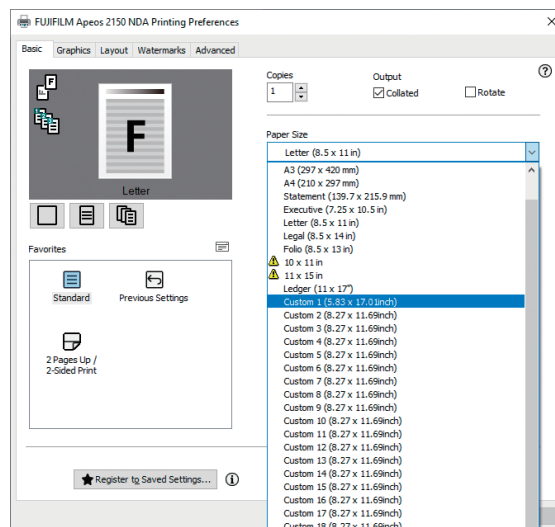 FUJIFILM Apeos 2150 NDA Printing Preferences
Basic Graphics Layout Watermarks Advanced
F
F
Letter
Favorites
Standard
Previous Settings
2 Pages Up /
2-Sided Print
Register to Saved Settings...
Copies
1
Output
Collated
Rotate
Paper Size
Letter (8.5 x 11 in)
A3 (297 x 420 mm)
A4 (210 x 297 mm)
Statement (139.7 x 215.9 mm)
Executive (7.25 x 10.5 in)
Letter (8.5 x 11 in)
Legal (8.5 x 14 in)
Folio (8.5 x 13 in)
10 x 11 in
11 x 15 in
Ledger (11 x 17")
Custom 1 (5.83 x 17.01inch)
Custom 2 (8.27 x 11.69inch)
Custom 3 (8.27 x 11.69inch)
Custom 4 (8.27 x 11.69inch)
Custom 5 (8.27 x 11.69inch)
Custom 6 (8.27 x 11.69inch)
Custom 7 (8.27 x 11.69inch)
Custom 8 (8.27 x 11.69inch)
Custom 9 (8.27 x 11.69inch)
Custom 10 (8.27 x 11.69inch)
Custom 11 (8.27 x 11.69inch)
Custom 12 (8.27 x 11.69inch)
Custom 13 (8.27 x 11.69inch)
Custom 14 (8.27 x 11.69inch)
Custom 15 (8.27 x 11.69inch)
Custom 16 (8.27 x 11.69inch)
Custom 17 (8.27 x 11.69inch)
Custom 18 (8.27 x 11.69inch)